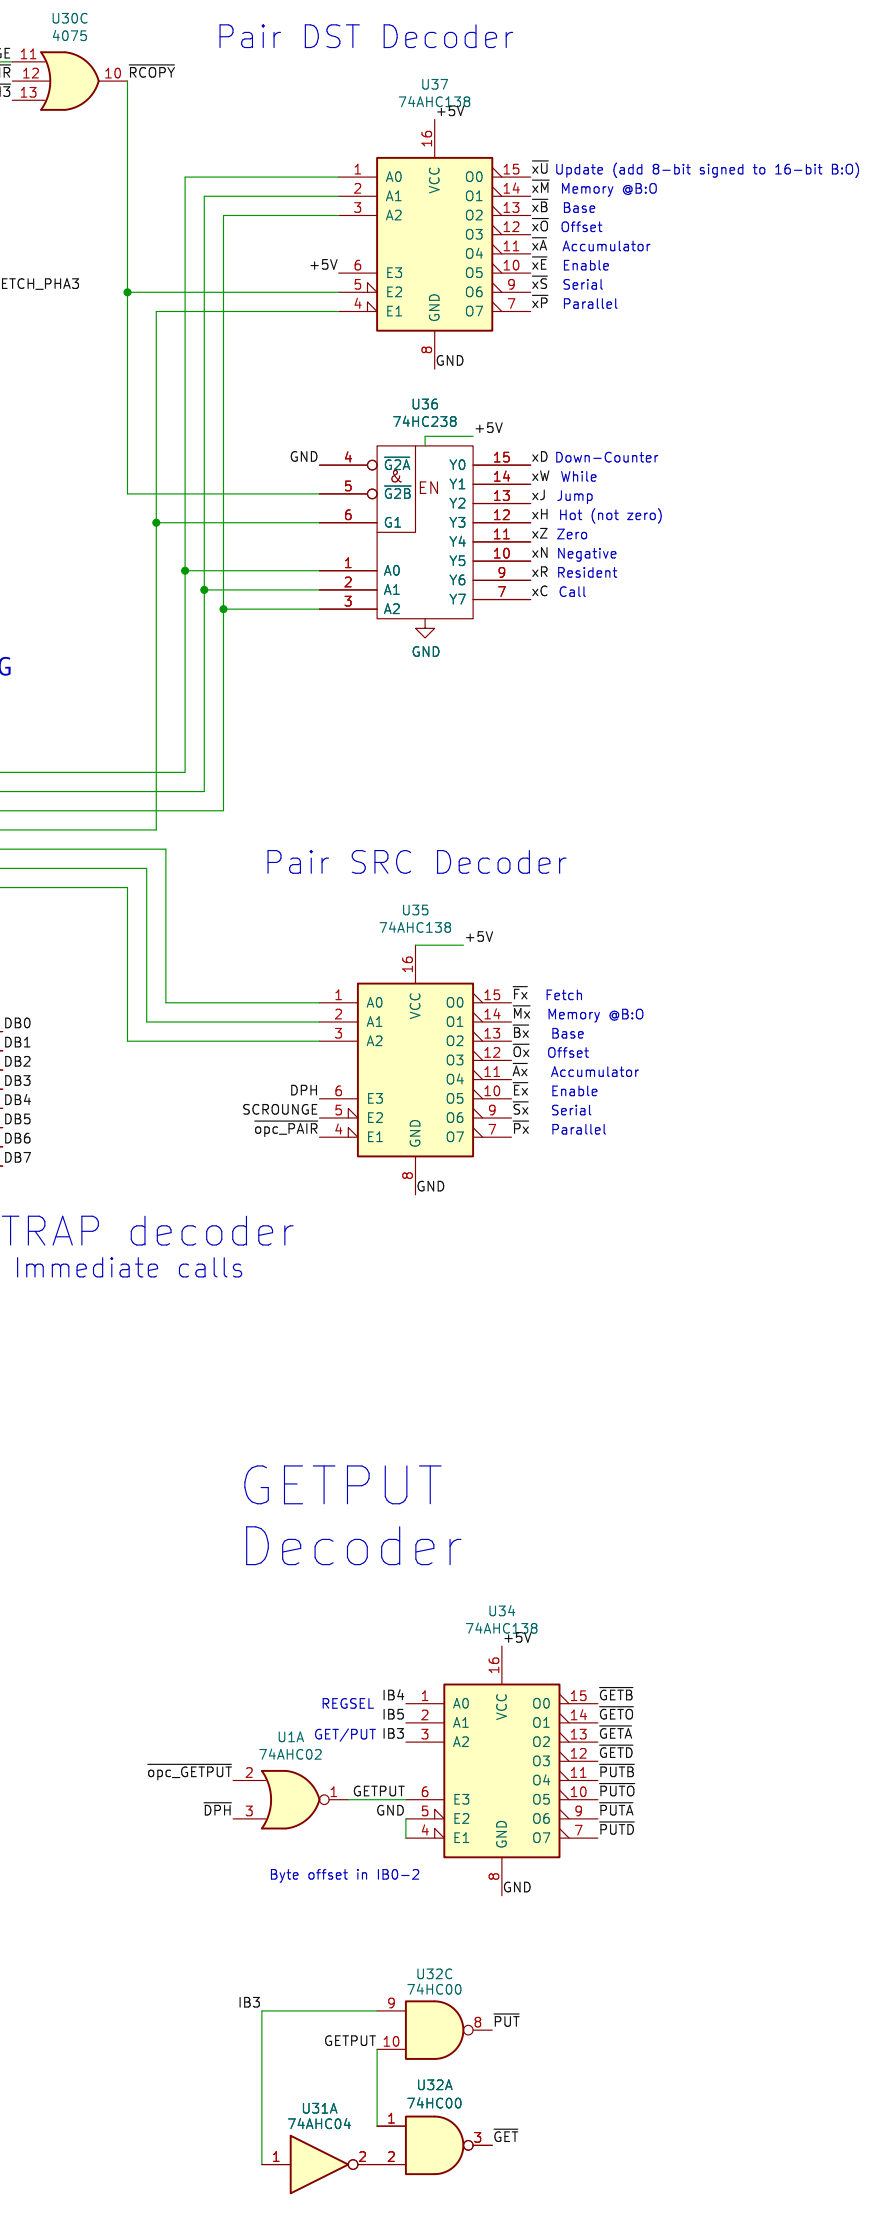 U30C
4075
GE 11
IR 12
13
10 RCOPY
Pair DST Decoder
U37
74AHC138
+5V
16
VCC
1 A0 O0 15 xU Update (add 8-bit signed to 16-bit B:O)
2 A1 O1 14 xM Memory @B:O
3 A2 O2 13 xB Base
O3 12 xO Offset
O4 11 xA Accumulator
+5V 6 E3 O5 10 xE Enable
ETCH_PHA3
5 E2 O6 9 xS Serial
4 E1 O7 7 xP Parallel
GND
8
GND
U36
74HC238
+5V
GND 4 G2A Y0 15 xD Down-Counter
& EN
Y1 14 xW While
5 G2B Y2 13 xJ Jump
6 G1 Y3 12 xH Hot (not zero)
Y4 11 xZ Zero
1 A0 Y5 10 xN Negative
2 A1 Y6 9 xR Resident
3 A2 Y7 7 xC Call
GND
G
Pair SRC Decoder
U35
74AHC138
+5V
16
VCC
1 A0 O0 15 Fx Fetch
2 A1 O1 14 Mx Memory @B:O
3 A2 O2 13 Bx Base
O3 12 Ox Offset
O4 11 Ax Accumulator
DPH 6 E3 O5 10 Ex Enable
SCROUNGE 5 E2 O6 9 Sx Serial
opc_PAIR 4 E1 O7 7 Px Parallel
GND
8
GND
DB0
DB1
DB2
DB3
DB4
DB5
DB6
DB7
TRAP decoder
Immediate calls
GETPUT
Decoder
U34
74AHC138
+5V
16
VCC
REGSEL
IB4 1 A0 O0 15 GETB
IB5 2 A1 O1 14 GETO
GET/PUT IB3 3 A2 O2 13 GETA
O3 12 GETD
O4 11 PUTB
GETPUT 6 E3 O5 10 PUTO
GND 5 E2 O6 9 PUTA
4 E1 O7 7 PUTD
GND
8
GND
U1A
74AHC02
opc_GETPUT 2
1
DPH 3
Byte offset in IB0-2
U32C
74HC00
IB3 9
8 PUT
GETPUT 10
U32A
74HC00
1
3 GET
2
U31A
74AHC04
1 2